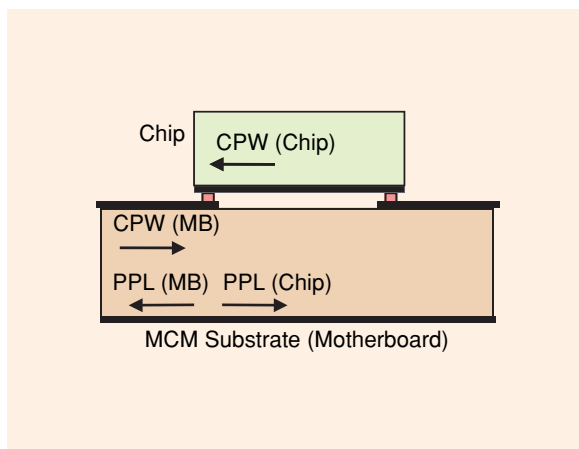 Chip
CPW (Chip)
CPW (MB)
PPL (MB) PPL (Chip)
MCM Substrate (Motherboard)